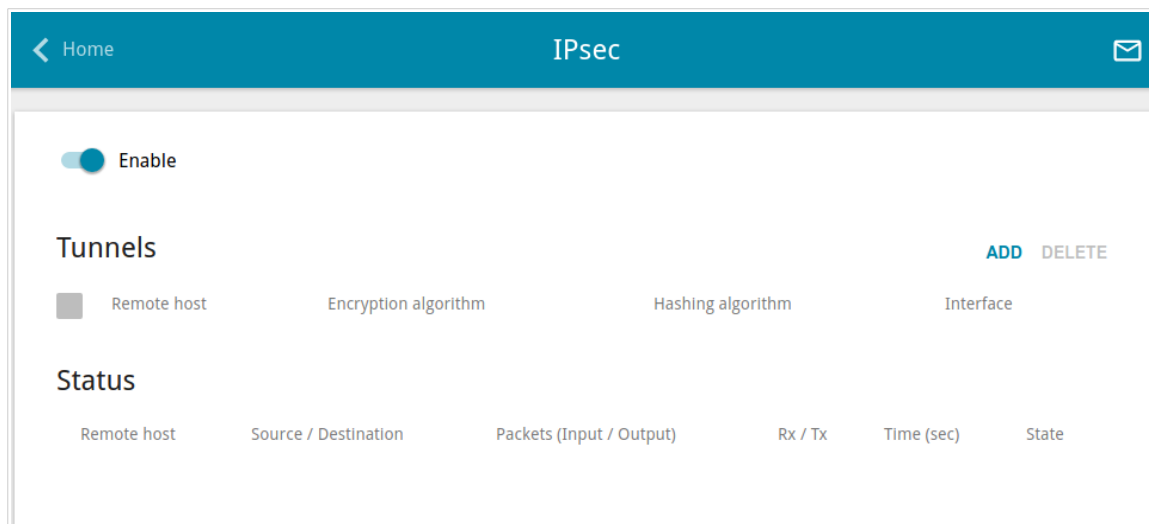 Home IPsec
Enable
Tunnels ADD DELETE
Remote host Encryption algorithm Hashing algorithm Interface
Status
Remote host Source / Destination Packets (Input / Output) Rx / Tx Time (sec) State